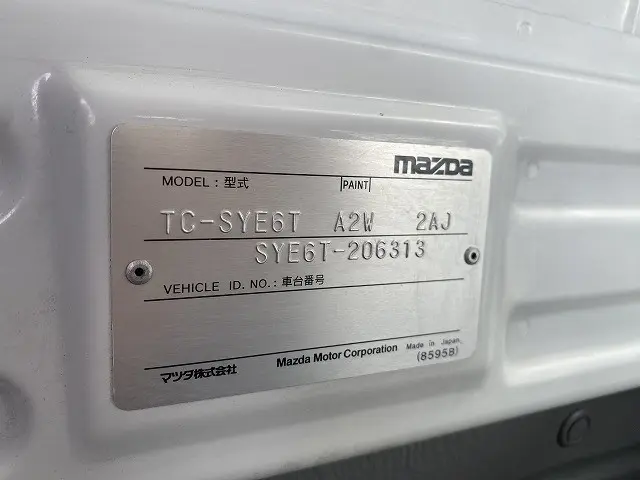 mazda
MODEL : 型式 PAINT
TC-SYE6T A2W 2AJ
SYE6T-206313
VEHICLE ID. NO. : 車台番号
マツダ株式会社 Mazda Motor Corporation Made in Japan.
(8595B)